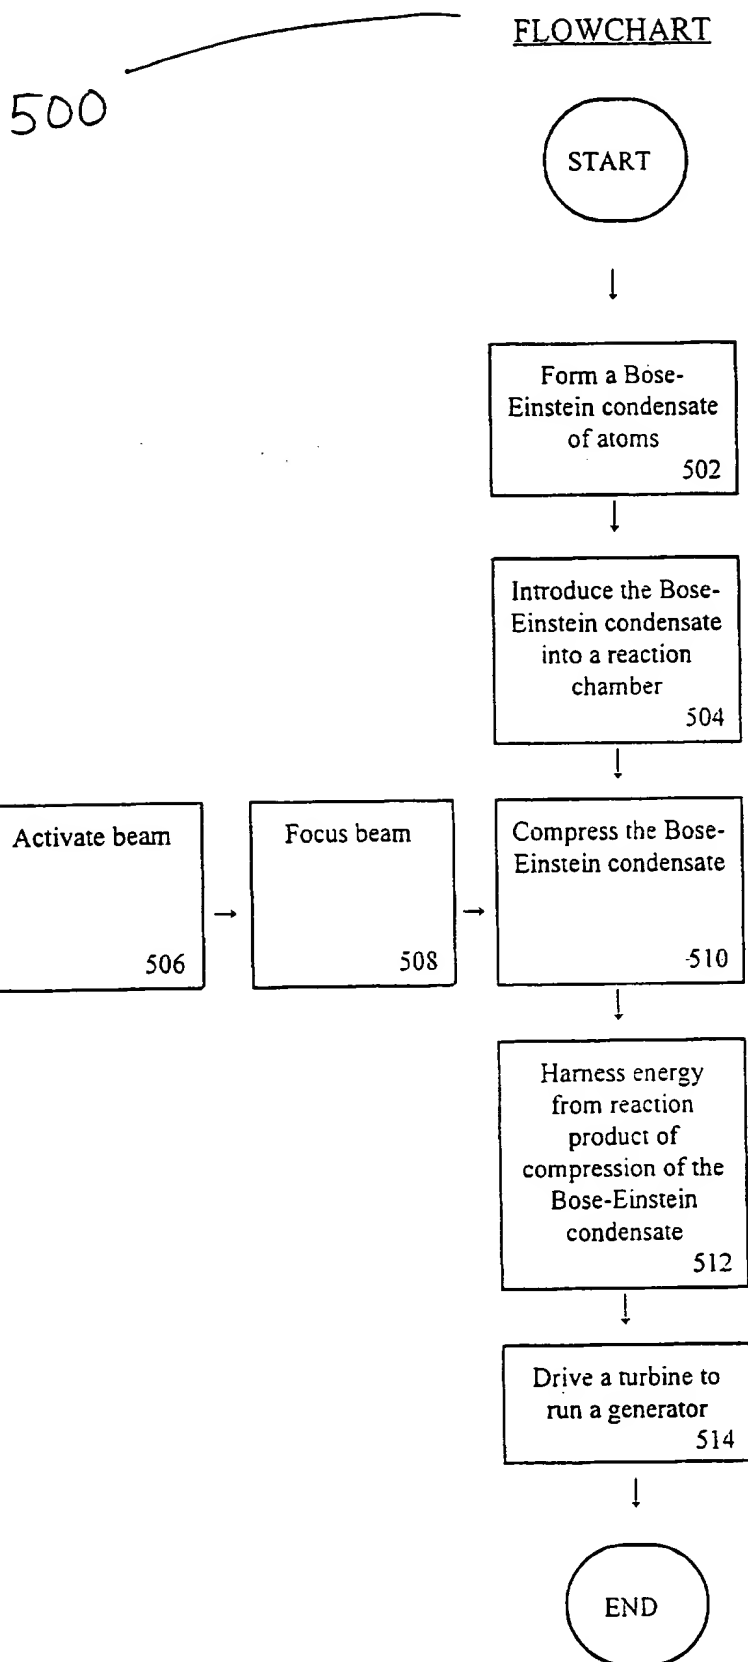 FLOWCHART
500
START
Form a Bose-
Einstein condensate
of atoms
502
Introduce the Bose-
Einstein condensate
into a reaction
chamber
504
Activate beam
506
Focus beam
508
Compress the Bose-
Einstein condensate
510
Harness energy
from reaction
product of
compression of the
Bose-Einstein
condensate
512
Drive a turbine to
run a generator
514
END